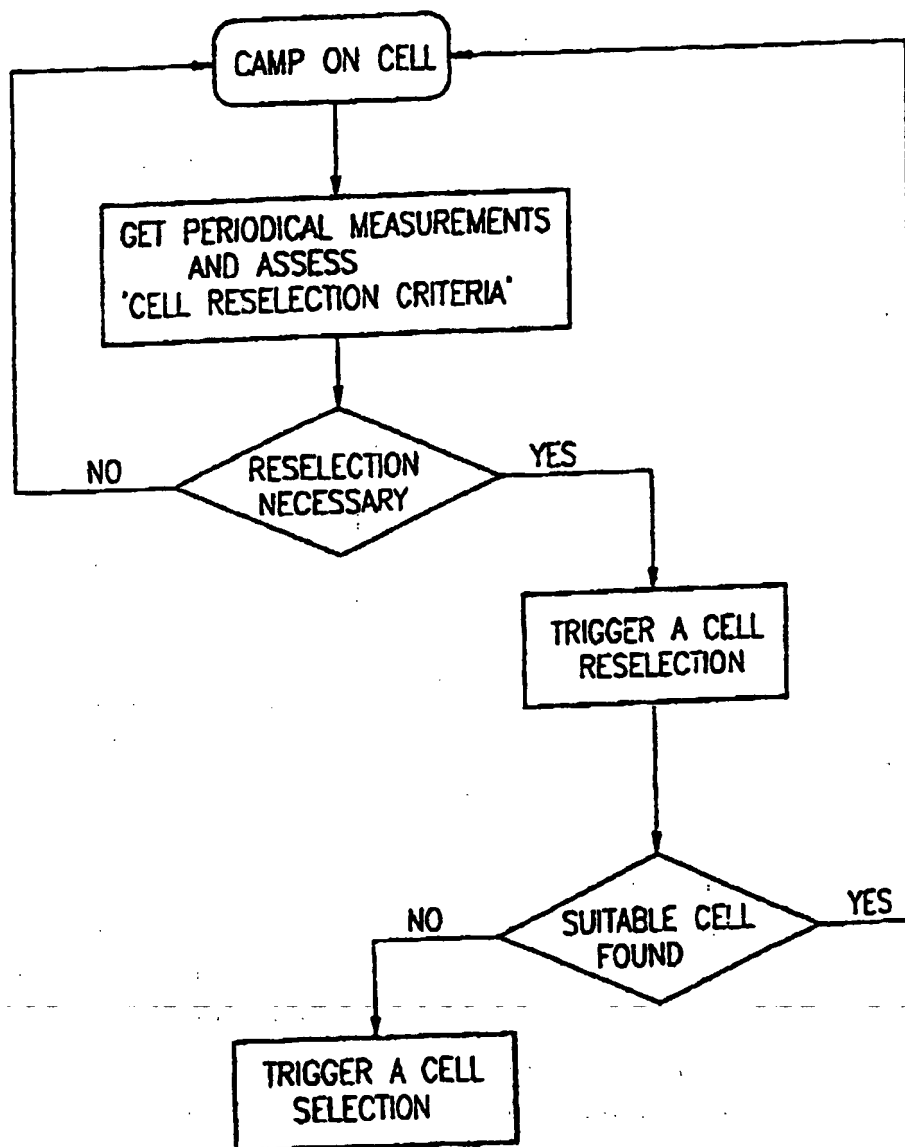 CAMP ON CELL
GET PERIODICAL MEASUREMENTS
AND ASSESS
'CELL RESELECTION CRITERIA'
NO
RESELECTION
NECESSARY
YES
TRIGGER A CELL
RESELECTION
NO
SUITABLE CELL
FOUND
YES
TRIGGER A CELL
SELECTION